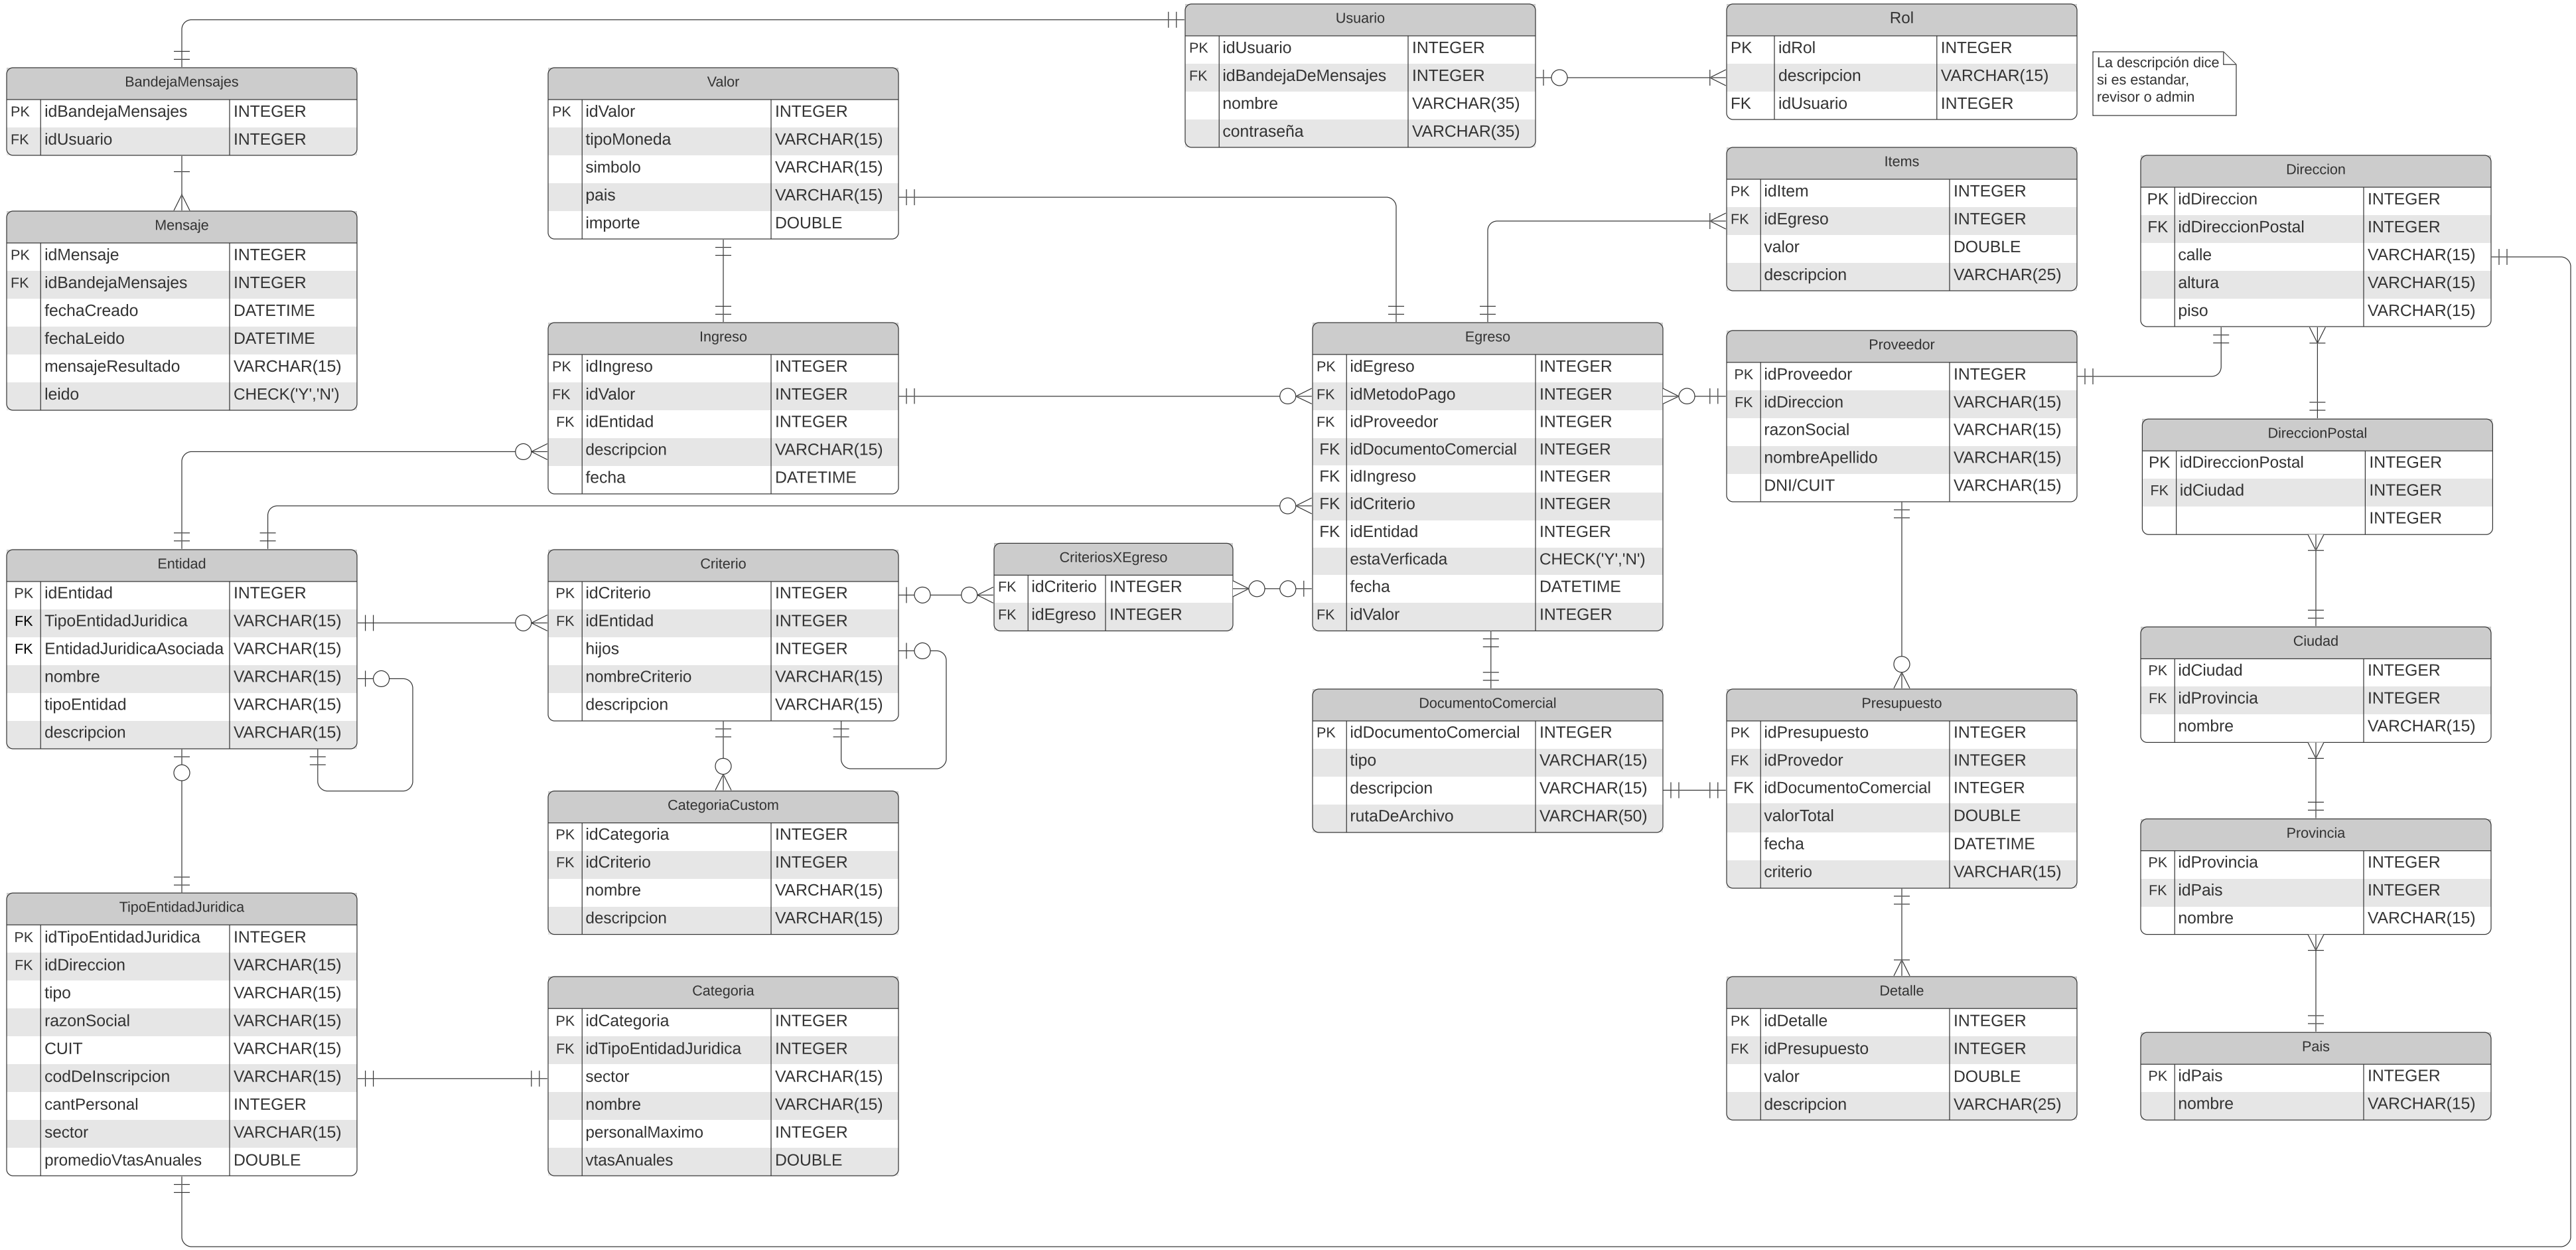 Usuario
PK idUsuario INTEGER
FK idBandejaDeMensajes INTEGER
nombre VARCHAR(35)
contraseña VARCHAR(35)
Rol
PK idRol INTEGER
descripcion VARCHAR(15)
FK idUsuario INTEGER
La descripción dice
si es estandar,
revisor o admin
BandejaMensajes
PK idBandejaMensajes INTEGER
FK idUsuario INTEGER
Valor
PK idValor INTEGER
tipoMoneda VARCHAR(15)
simbolo VARCHAR(15)
pais VARCHAR(15)
importe DOUBLE
Items
PK idItem INTEGER
FK idEgreso INTEGER
valor DOUBLE
descripcion VARCHAR(25)
Direccion
PK idDireccion INTEGER
FK idDireccionPostal INTEGER
calle VARCHAR(15)
altura VARCHAR(15)
piso VARCHAR(15)
Mensaje
PK idMensaje INTEGER
FK idBandejaMensajes INTEGER
fechaCreado DATETIME
fechaLeido DATETIME
mensajeResultado VARCHAR(15)
leido CHECK('Y','N')
Ingreso
PK idIngreso INTEGER
FK idValor INTEGER
FK idEntidad INTEGER
descripcion VARCHAR(15)
fecha DATETIME
Egreso
PK idEgreso INTEGER
FK idMetodoPago INTEGER
FK idProveedor INTEGER
FK idDocumentoComercial INTEGER
FK idIngreso INTEGER
FK idCriterio INTEGER
FK idEntidad INTEGER
estaVerficada CHECK('Y','N')
fecha DATETIME
FK idValor INTEGER
Proveedor
PK idProveedor INTEGER
FK idDireccion VARCHAR(15)
razonSocial VARCHAR(15)
nombreApellido VARCHAR(15)
DNI/CUIT VARCHAR(15)
DireccionPostal
PK idDireccionPostal INTEGER
FK idCiudad INTEGER
INTEGER
Entidad
PK idEntidad INTEGER
FK TipoEntidadJuridica VARCHAR(15)
FK EntidadJuridicaAsociada VARCHAR(15)
nombre VARCHAR(15)
tipoEntidad VARCHAR(15)
descripcion VARCHAR(15)
Criterio
PK idCriterio INTEGER
FK idEntidad INTEGER
hijos INTEGER
nombreCriterio VARCHAR(15)
descripcion VARCHAR(15)
CriteriosXEgreso
FK idCriterio INTEGER
FK idEgreso INTEGER
Ciudad
PK idCiudad INTEGER
FK idProvincia INTEGER
nombre VARCHAR(15)
DocumentoComercial
PK idDocumentoComercial INTEGER
tipo VARCHAR(15)
descripcion VARCHAR(15)
rutaDeArchivo VARCHAR(50)
Presupuesto
PK idPresupuesto INTEGER
FK idProvedor INTEGER
FK idDocumentoComercial INTEGER
valorTotal DOUBLE
fecha DATETIME
criterio VARCHAR(15)
CategoriaCustom
PK idCategoria INTEGER
FK idCriterio INTEGER
nombre VARCHAR(15)
descripcion VARCHAR(15)
Provincia
PK idProvincia INTEGER
FK idPais INTEGER
nombre VARCHAR(15)
TipoEntidadJuridica
PK idTipoEntidadJuridica INTEGER
FK idDireccion VARCHAR(15)
tipo VARCHAR(15)
razonSocial VARCHAR(15)
CUIT VARCHAR(15)
codDeInscripcion VARCHAR(15)
cantPersonal INTEGER
sector VARCHAR(15)
promedioVtasAnuales DOUBLE
Categoria
PK idCategoria INTEGER
FK idTipoEntidadJuridica INTEGER
sector VARCHAR(15)
nombre VARCHAR(15)
personalMaximo INTEGER
vtasAnuales DOUBLE
Detalle
PK idDetalle INTEGER
FK idPresupuesto INTEGER
valor DOUBLE
descripcion VARCHAR(25)
Pais
PK idPais INTEGER
nombre VARCHAR(15)